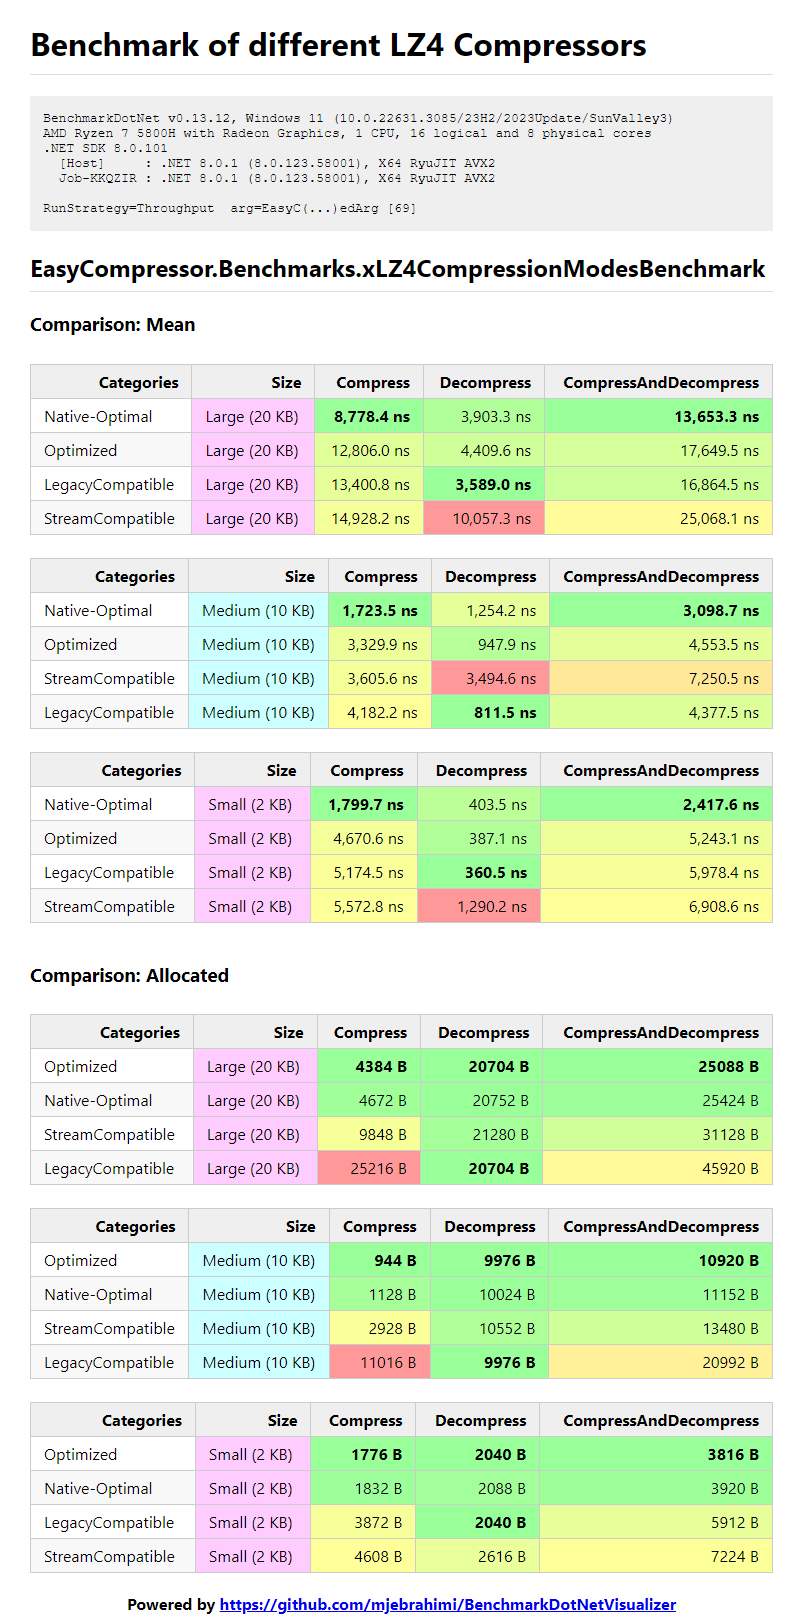 Benchmark of different LZ4 Compressors
BenchmarkDotNet v0.13.12, Windows 11 (10.0.22631.3085/23H2/2023Update/SunValley3)
AMD Ryzen 7 5800H with Radeon Graphics, 1 CPU, 16 logical and 8 physical cores
.NET SDK 8.0.101
[Host]     : .NET 8.0.1 (8.0.123.58001), X64 RyuJIT AVX2
Job-KKQZIR : .NET 8.0.1 (8.0.123.58001), X64 RyuJIT AVX2
RunStrategy=Throughput  arg=EasyC(...)edArg [69]
EasyCompressor.Benchmarks.xLZ4CompressionModesBenchmark
Comparison: Mean
Categories Size Compress Decompress CompressAndDecompress
Native-Optimal Large (20 KB) 8,778.4 ns 3,903.3 ns 13,653.3 ns
Optimized Large (20 KB) 12,806.0 ns 4,409.6 ns 17,649.5 ns
LegacyCompatible Large (20 KB) 13,400.8 ns 3,589.0 ns 16,864.5 ns
StreamCompatible Large (20 KB) 14,928.2 ns 10,057.3 ns 25,068.1 ns
Categories Size Compress Decompress CompressAndDecompress
Native-Optimal Medium (10 KB) 1,723.5 ns 1,254.2 ns 3,098.7 ns
Optimized Medium (10 KB) 3,329.9 ns 947.9 ns 4,553.5 ns
StreamCompatible Medium (10 KB) 3,605.6 ns 3,494.6 ns 7,250.5 ns
LegacyCompatible Medium (10 KB) 4,182.2 ns 811.5 ns 4,377.5 ns
Categories Size Compress Decompress CompressAndDecompress
Native-Optimal Small (2 KB) 1,799.7 ns 403.5 ns 2,417.6 ns
Optimized Small (2 KB) 4,670.6 ns 387.1 ns 5,243.1 ns
LegacyCompatible Small (2 KB) 5,174.5 ns 360.5 ns 5,978.4 ns
StreamCompatible Small (2 KB) 5,572.8 ns 1,290.2 ns 6,908.6 ns
Comparison: Allocated
Categories Size Compress Decompress CompressAndDecompress
Optimized Large (20 KB) 4384 B 20704 B 25088 B
Native-Optimal Large (20 KB) 4672 B 20752 B 25424 B
StreamCompatible Large (20 KB) 9848 B 21280 B 31128 B
LegacyCompatible Large (20 KB) 25216 B 20704 B 45920 B
Categories Size Compress Decompress CompressAndDecompress
Optimized Medium (10 KB) 944 B 9976 B 10920 B
Native-Optimal Medium (10 KB) 1128 B 10024 B 11152 B
StreamCompatible Medium (10 KB) 2928 B 10552 B 13480 B
LegacyCompatible Medium (10 KB) 11016 B 9976 B 20992 B
Categories Size Compress Decompress CompressAndDecompress
Optimized Small (2 KB) 1776 B 2040 B 3816 B
Native-Optimal Small (2 KB) 1832 B 2088 B 3920 B
LegacyCompatible Small (2 KB) 3872 B 2040 B 5912 B
StreamCompatible Small (2 KB) 4608 B 2616 B 7224 B
Powered by https://github.com/mjebrahimi/BenchmarkDotNetVisualizer